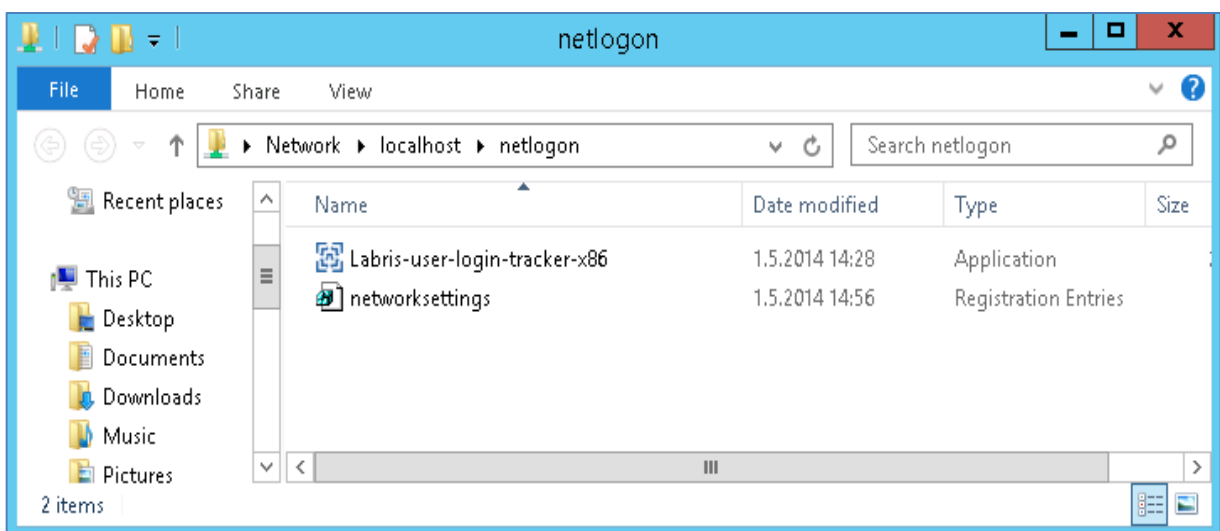 netlogon
File Home Share View
Network localhost netlogon Search netlogon
Recent places
This PC
Desktop
Documents
Downloads
Music
Pictures
Name Date modified Type Size
Labris-user-login-tracker-x86 1.5.2014 14:28 Application
networksettings 1.5.2014 14:56 Registration Entries
2 items